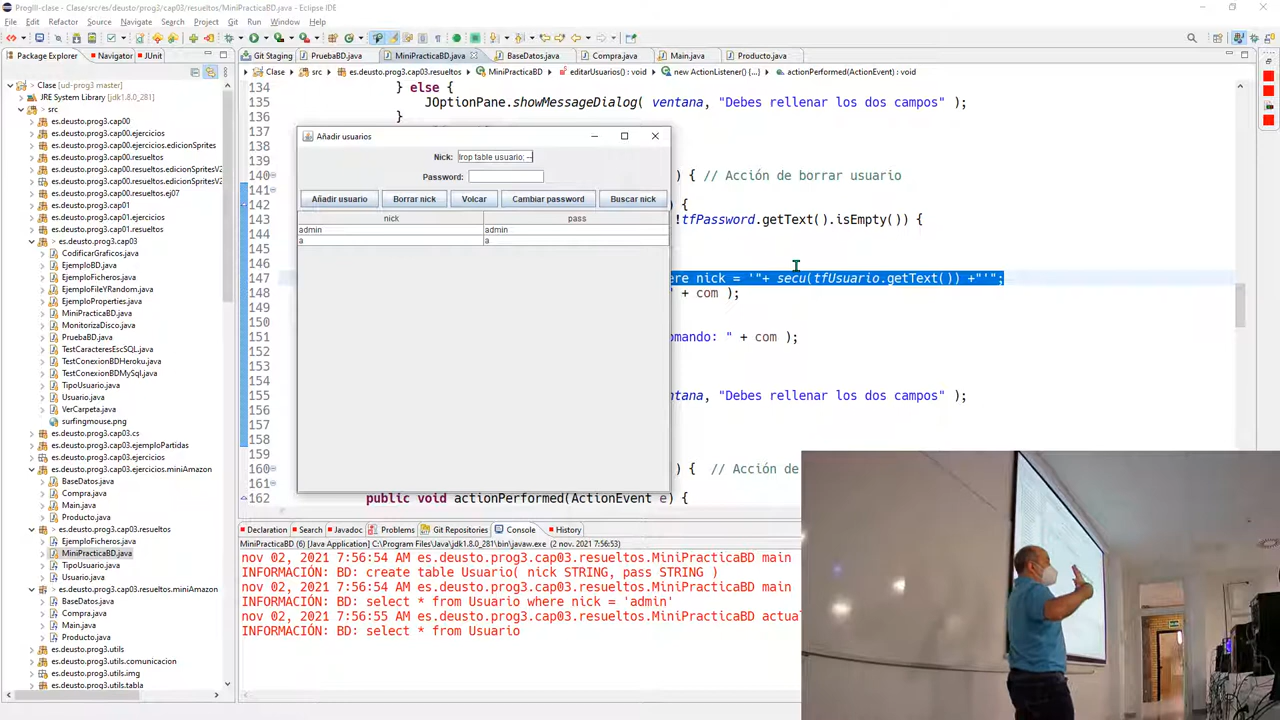 ProgIII-clase - Clase/src/res/deusto/prog3/cap03/resueltos/MiniPracticaBD.java - Eclipse IDE
File Edit Refactor Source Navigate Search Project Git Run Window Help
Package Explorer Navigator JUnit
Git Staging PruebaBD.java MiniPracticaBD.java BaseDatos.java Compra.java Main.java Producto.java
Clase src es.deusto.prog3.cap03.resueltos MiniPracticaBD editarUsuarios() : void new ActionListener() {...} actionPerformed(ActionEvent) : void
Clase [ud-prog3 master]
JRE System Library [jdk1.8.0_281]
src
es.deusto.prog3.cap00
es.deusto.prog3.cap00.ejercicios
es.deusto.prog3.cap00.ejercicios.edicionSprites
es.deusto.prog3.cap00.resueltos
es.deusto.prog3.cap00.resueltos.edicionSprites
es.deusto.prog3.cap00.resueltos.edicionSpritesV2
es.deusto.prog3.cap00.resueltos.ej07
es.deusto.prog3.cap01
es.deusto.prog3.cap01.ejercicios
es.deusto.prog3.cap01.resueltos
es.deusto.prog3.cap03
CodificarGraficos.java
EjemploBD.java
EjemploFicheros.java
EjemploFileYRandom.java
EjemploProperties.java
MiniPracticaBD.java
MonitorizaDisco.java
PruebaBD.java
TestCaracteresEscSQL.java
TestConexionBDHeroku.java
TestConexionBDMySql.java
TipoUsuario.java
Usuario.java
VerCarpeta.java
surfingmouse.png
es.deusto.prog3.cap03.cs
es.deusto.prog3.cap03.ejemploPartidas
es.deusto.prog3.cap03.ejercicios.miniAmazon
BaseDatos.java
Compra.java
Main.java
Producto.java
es.deusto.prog3.cap03.resueltos
EjemploFicheros.java
MiniPracticaBD.java
TipoUsuario.java
Usuario.java
es.deusto.prog3.cap03.resueltos.miniAmazon
BaseDatos.java
Compra.java
Main.java
Producto.java
es.deusto.prog3.utils
es.deusto.prog3.utils.comunicacion
es.deusto.prog3.utils.img
es.deusto.prog3.utils.tabla
134 } else {
135 JOptionPane.showMessageDialog( ventana, "Debes rellenar los dos campos" );
136 }
137
138
139
140 ) { // Acción de borrar usuario
141
142 ) {
143 !tfPassword.getText().isEmpty()) {
144
145
146
147 ere nick = '"+ secu(tfUsuario.getText()) +"'";
148 " + com );
149
150
151 omando: " + com );
152
153
154
155 ntana, "Debes rellenar los dos campos" );
156
157
158
159
160 ) { // Acción de
161
162 public void actionPerformed(ActionEvent e) {
Añadir usuarios
Nick: rop table usuario; --
Password:
Añadir usuario Borrar nick Volcar Cambiar password Buscar nick
nick pass
admin admin
a a
Declaration Search Javadoc Problems Git Repositories Console History
MiniPracticaBD (6) [Java Application] C:\Program Files\Java\jdk1.8.0_281\bin\javaw.exe (2 nov. 2021 7:56:53)
nov 02, 2021 7:56:54 AM es.deusto.prog3.cap03.resueltos.MiniPracticaBD main
INFORMACIÓN: BD: create table Usuario( nick STRING, pass STRING )
nov 02, 2021 7:56:54 AM es.deusto.prog3.cap03.resueltos.MiniPracticaBD main
INFORMACIÓN: BD: select * from Usuario where nick = 'admin'
nov 02, 2021 7:56:55 AM es.deusto.prog3.cap03.resueltos.MiniPracticaBD actua
INFORMACIÓN: BD: select * from Usuario